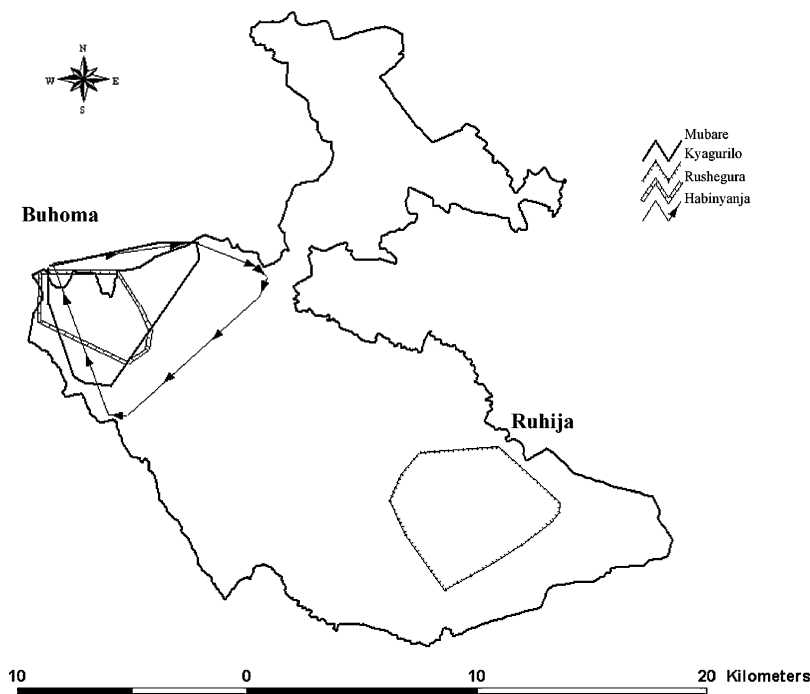 N
W E
S
Mubare
Kyagurilo
Rushegura
Habinyanja
Buhoma
Ruhija
10 0 10 20 Kilometers